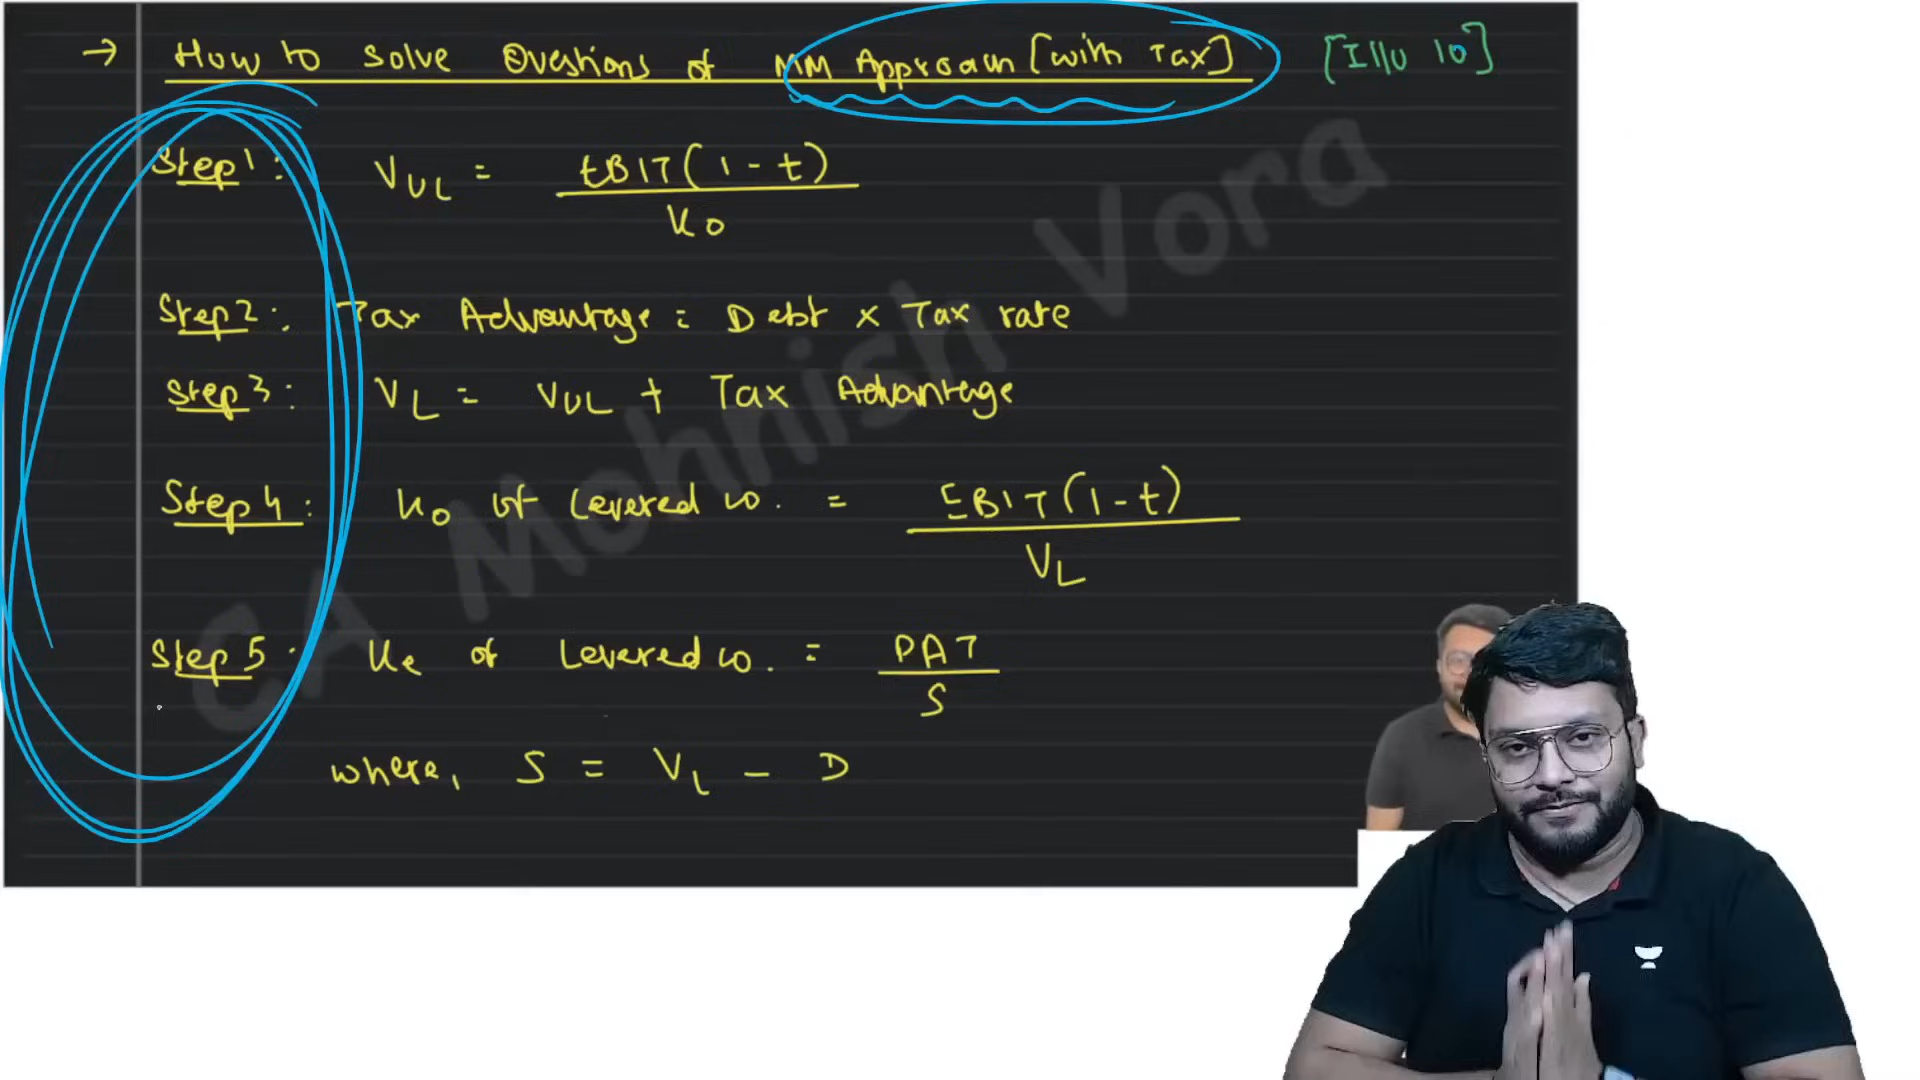 → How to solve Questions of MM Approach [with Tax] [Illu 10]
Step 1: VUL = EBIT(1-t)
Ko
Step 2: Tax Advantage = Debt x Tax rate
Step 3: VL = VUL + Tax Advantage
Step 4: Ko of Levered co. = EBIT(1-t)
VL
Step 5: Ke of Levered co. = PAT
S
where, S = VL - D
CA Mohnish Vora